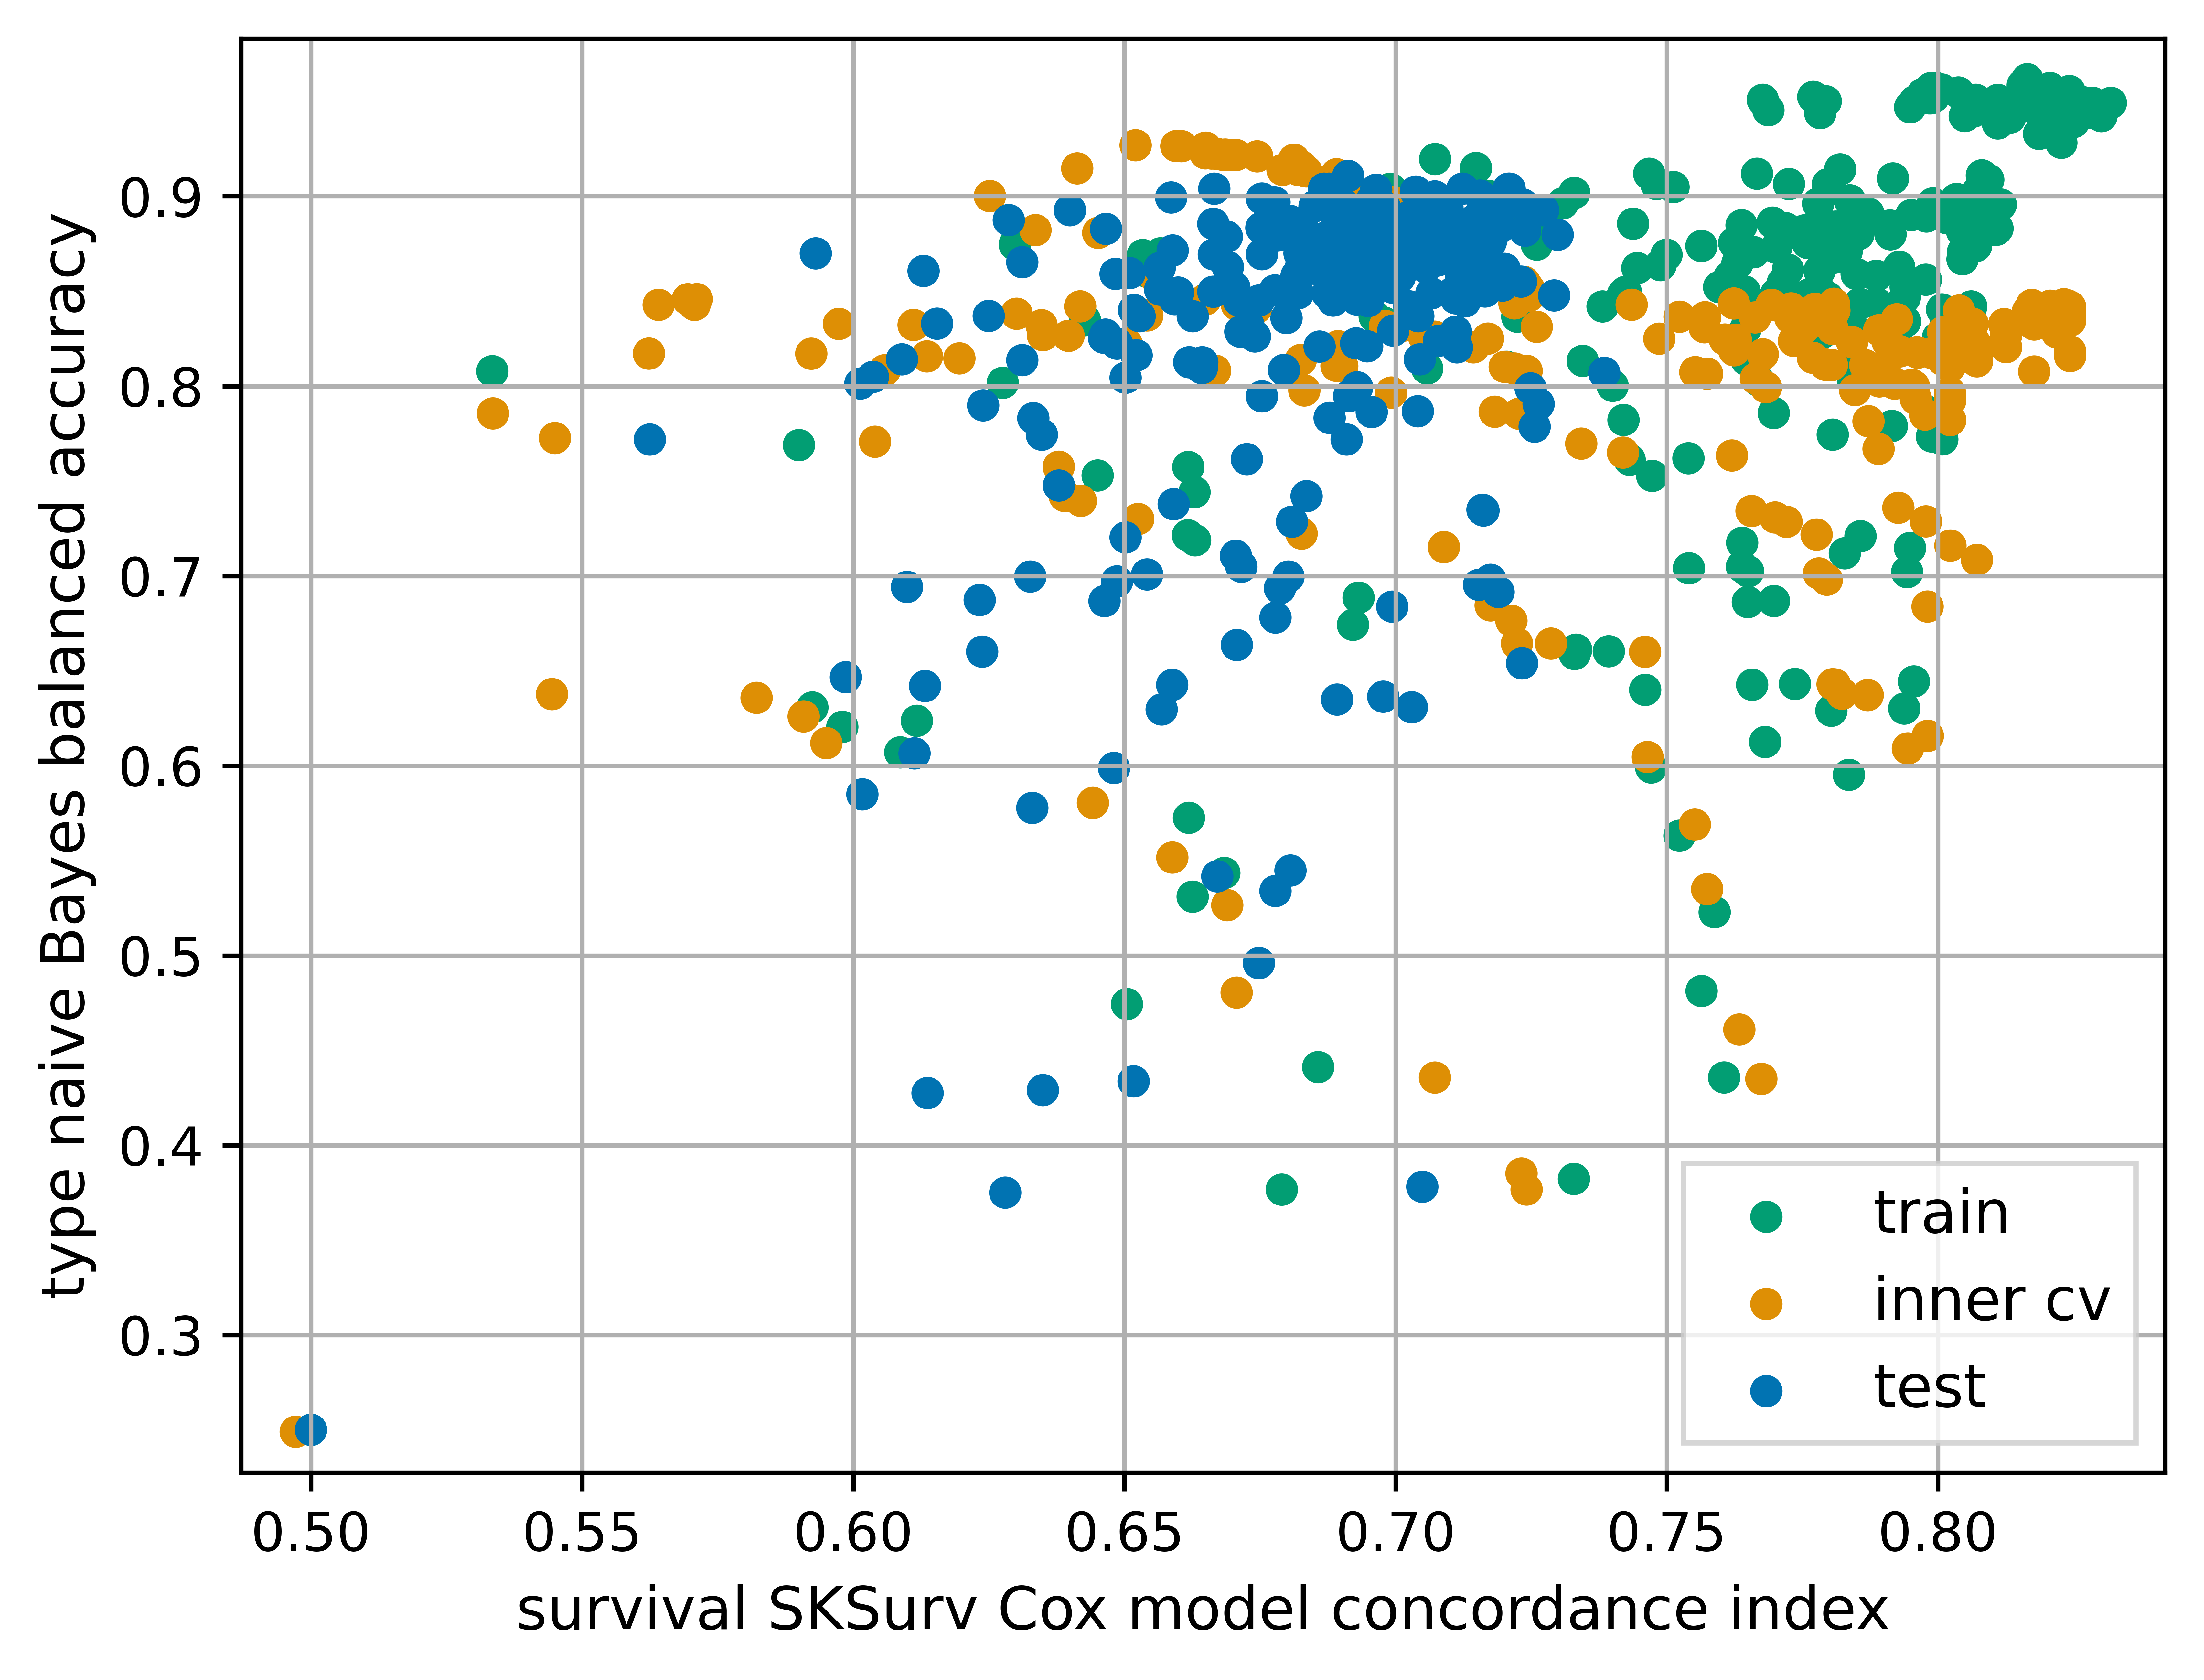 type naive Bayes balanced accuracy
0.9
0.8
0.7
0.6
0.5
0.4
0.3
0.50 0.55 0.60 0.65 0.70 0.75 0.80
survival SKSurv Cox model concordance index
train
inner cv
test